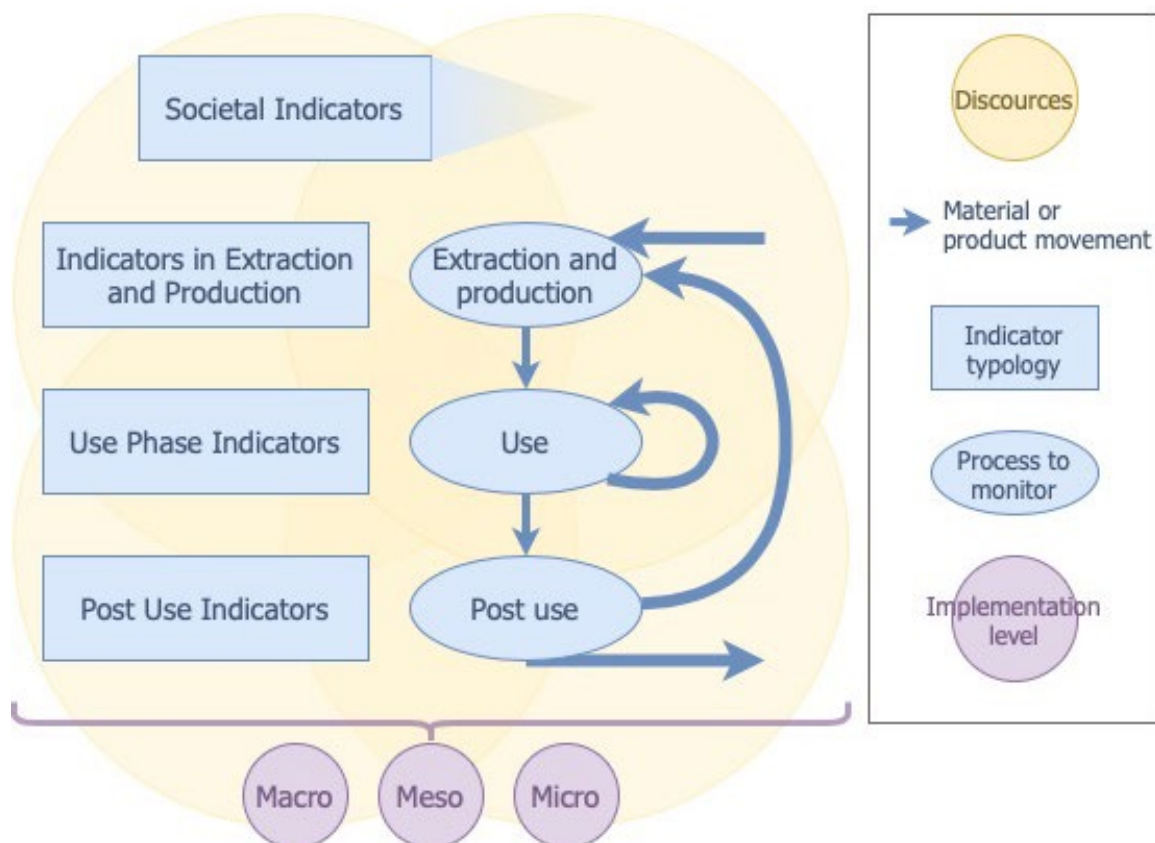 Societal Indicators
Indicators in Extraction
and Production
Extraction and
production
Use Phase Indicators
Use
Post Use Indicators
Post use
Macro
Meso
Micro
Discources
Material or
product movement
Indicator
typology
Process to
monitor
Implementation
level